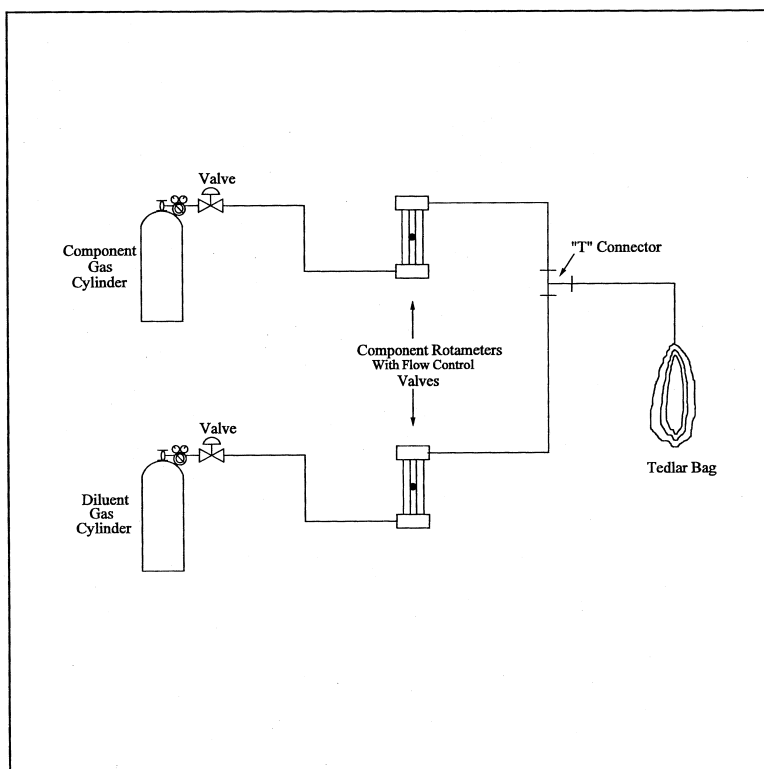 Valve
Component
Gas
Cylinder
"T" Connector
Component Rotameters
With Flow Control
Valves
Valve
Tedlar Bag
Diluent
Gas
Cylinder